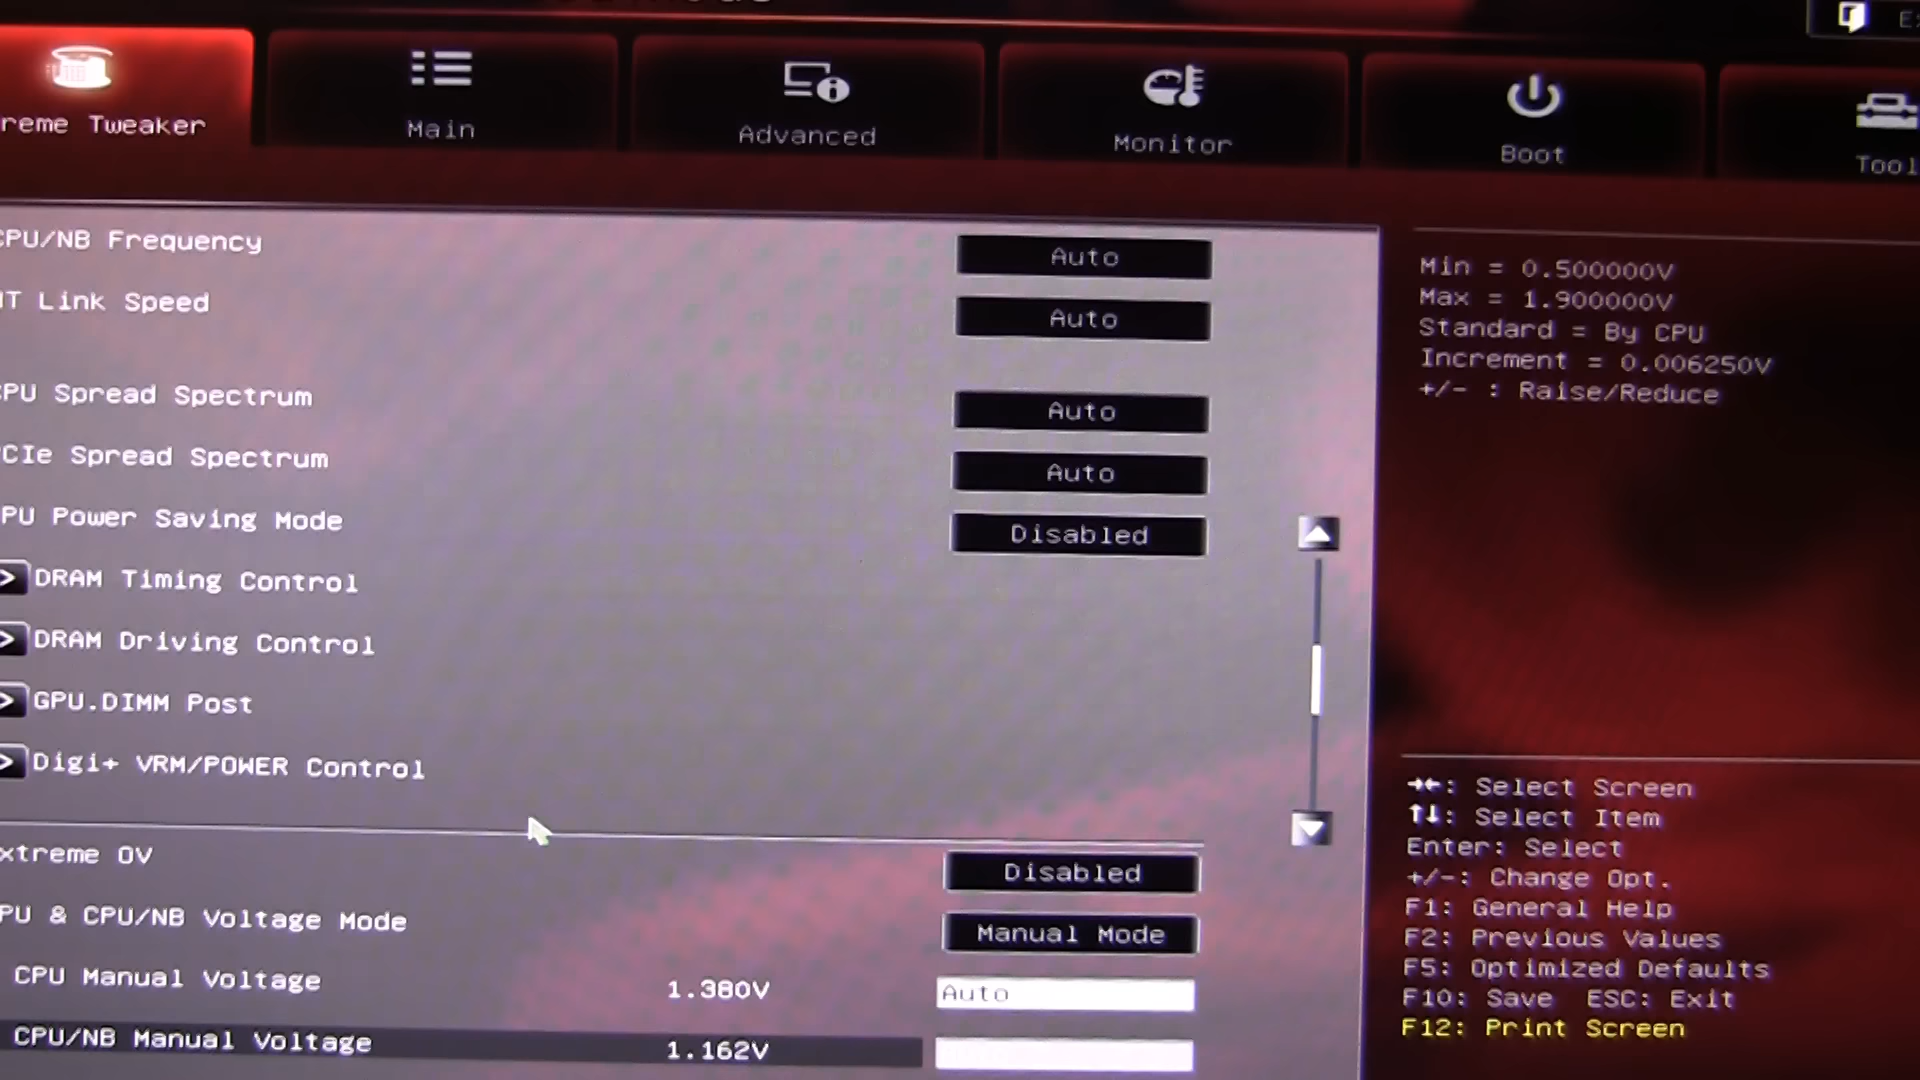 reme Tweaker
Main
Advanced
Monitor
Boot
Tool
CPU/NB Frequency Auto
HT Link Speed Auto
CPU Spread Spectrum Auto
PCIe Spread Spectrum Auto
PU Power Saving Mode Disabled
> DRAM Timing Control
> DRAM Driving Control
> GPU.DIMM Post
> Digi+ VRM/POWER Control
xtreme OV Disabled
PU & CPU/NB Voltage Mode Manual Mode
CPU Manual Voltage 1.380V Auto
CPU/NB Manual Voltage 1.162V
Min = 0.500000V
Max = 1.900000V
Standard = By CPU
Increment = 0.006250V
+/- : Raise/Reduce
→←: Select Screen
↑↓: Select Item
Enter: Select
+/-: Change Opt.
F1: General Help
F2: Previous Values
F5: Optimized Defaults
F10: Save ESC: Exit
F12: Print Screen